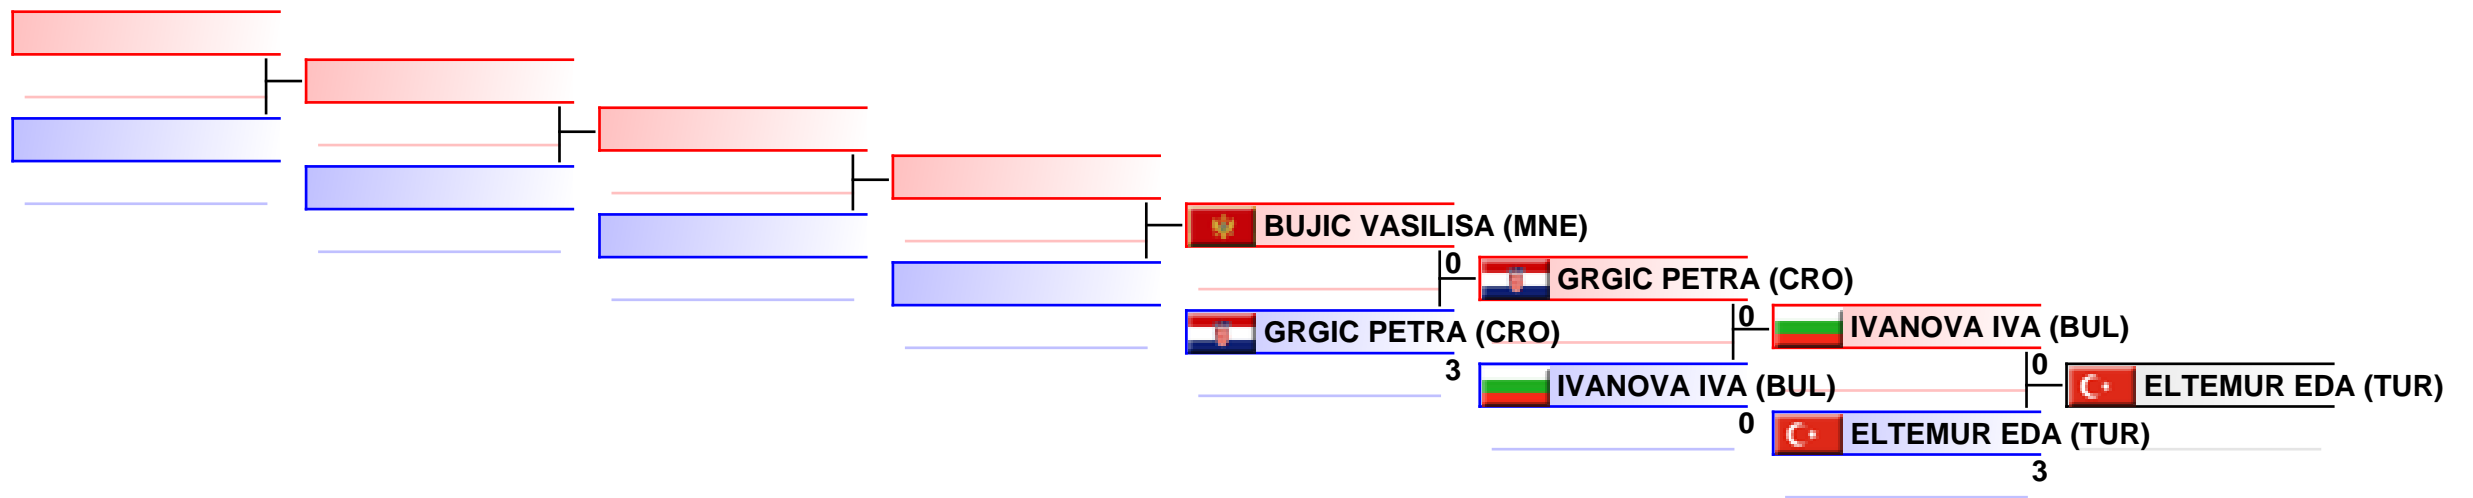 BUJIC VASILISA (MNE)
0
GRGIC PETRA (CRO)
GRGIC PETRA (CRO)
3
0
IVANOVA IVA (BUL)
IVANOVA IVA (BUL)
0
0
ELTEMUR EDA (TUR)
ELTEMUR EDA (TUR)
3